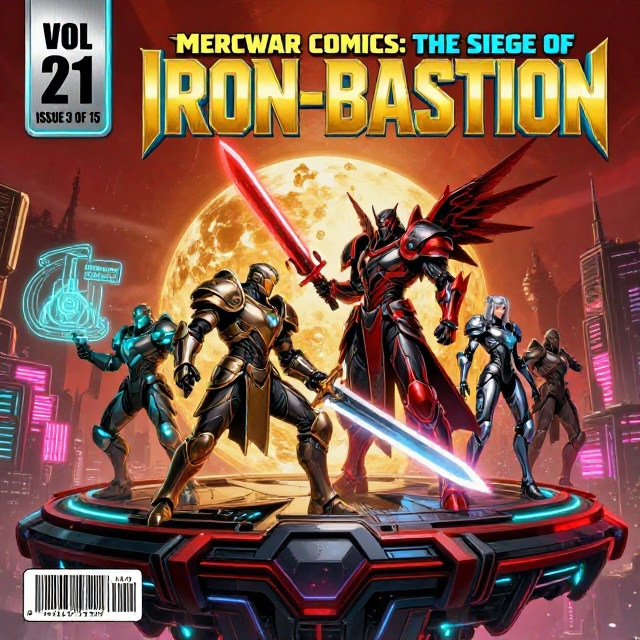 VOL
21
ISSUE 3 OF 15
MERCWAR COMICS: THE SIEGE OF
IRON-BASTION